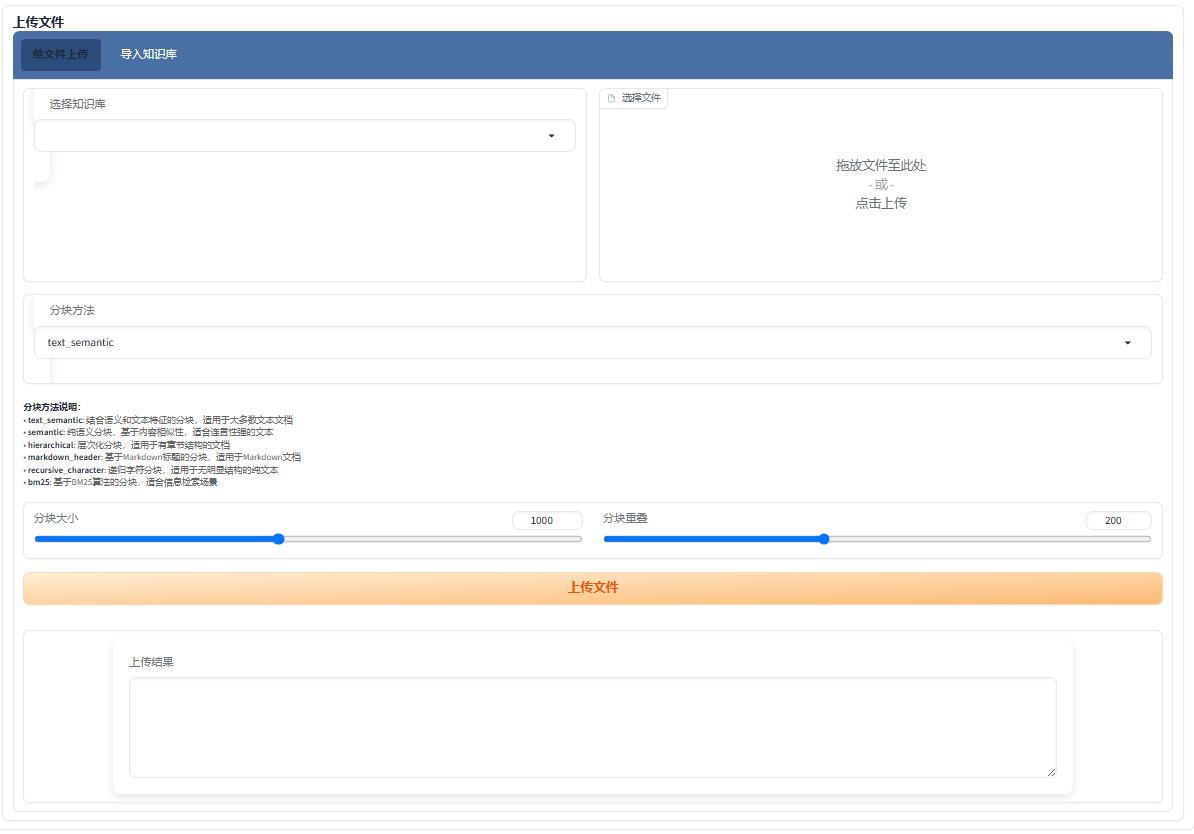 上传文件
单文件上传 导入知识库
选择知识库
选择文件
拖放文件至此处
- 或 -
点击上传
分块方法
text_semantic
分块方法说明：
• text_semantic: 结合语义和文本特征的分块，适用于大多数文本文档
• semantic: 纯语义分块，基于内容相似性，适合连贯性强的文本
• hierarchical: 层次化分块，适用于有章节结构的文档
• markdown_header: 基于Markdown标题的分块，适用于Markdown文档
• recursive_character: 递归字符分块，适用于无明显结构的纯文本
• bm25: 基于BM25算法的分块，适合信息检索场景
分块大小 1000
分块重叠 200
上传文件
上传结果